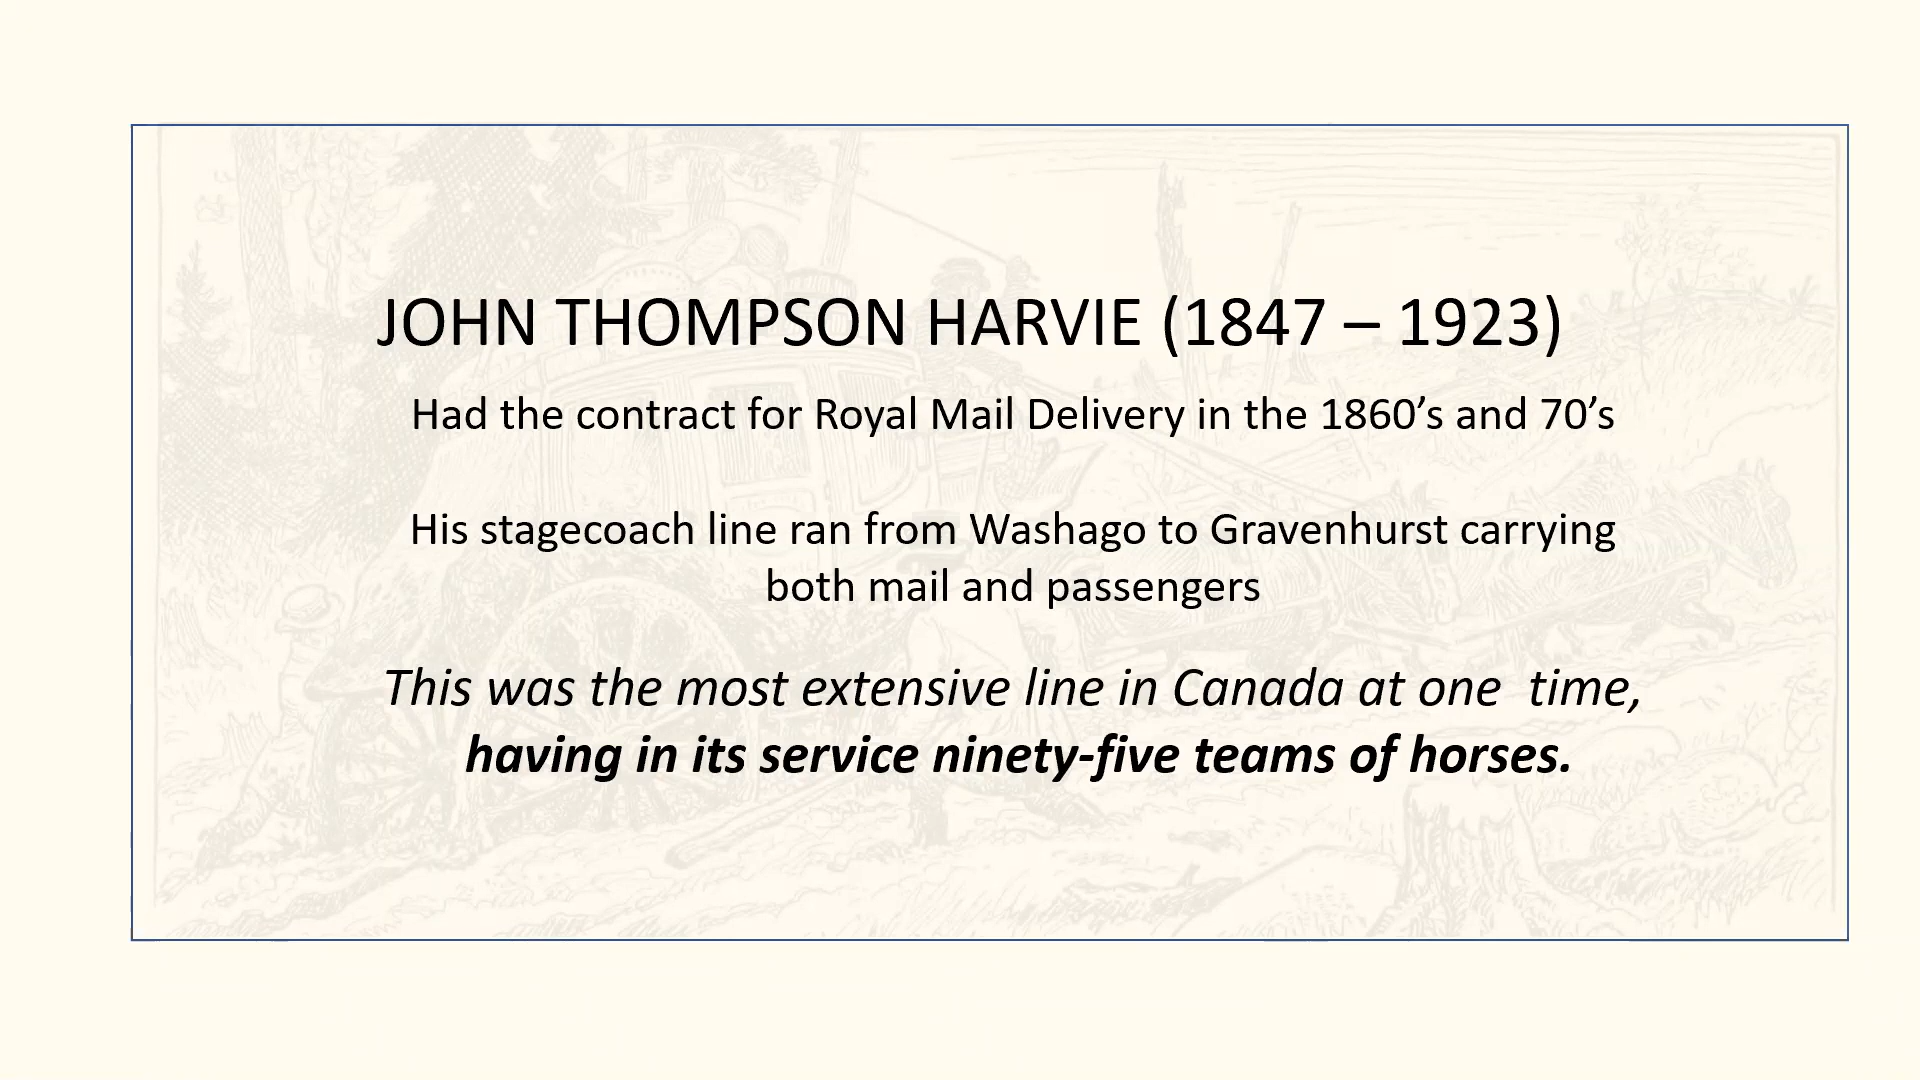 JOHN THOMPSON HARVIE (1847 – 1923)
Had the contract for Royal Mail Delivery in the 1860’s and 70’s
His stagecoach line ran from Washago to Gravenhurst carrying
both mail and passengers
This was the most extensive line in Canada at one  time,
having in its service ninety-five teams of horses.